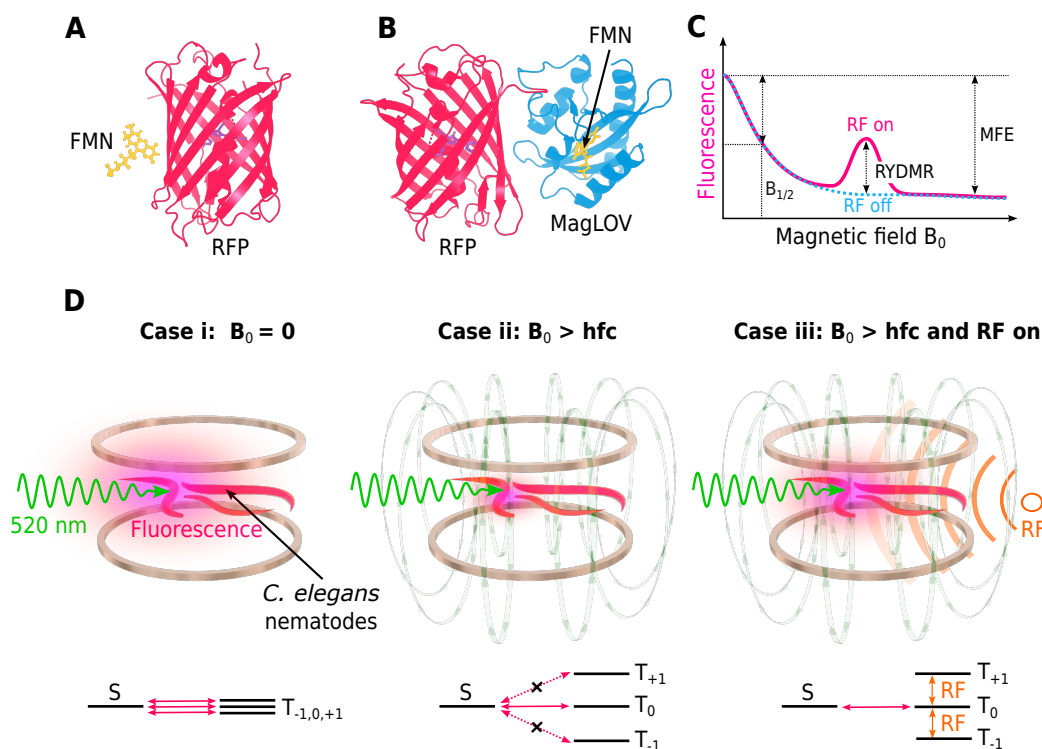 A
FMN
RFP
B
FMN
RFP
MagLOV
C
Fluorescence
RF on
RYDMR
MFE
B1/2
RF off
Magnetic field B0
D
Case i: B0 = 0
520 nm
Fluorescence
C. elegans
nematodes
S
T-1,0,+1
Case ii: B0 > hfc
S
T+1
T0
T-1
Case iii: B0 > hfc and RF on
RF
S
T+1
RF
T0
RF
T-1